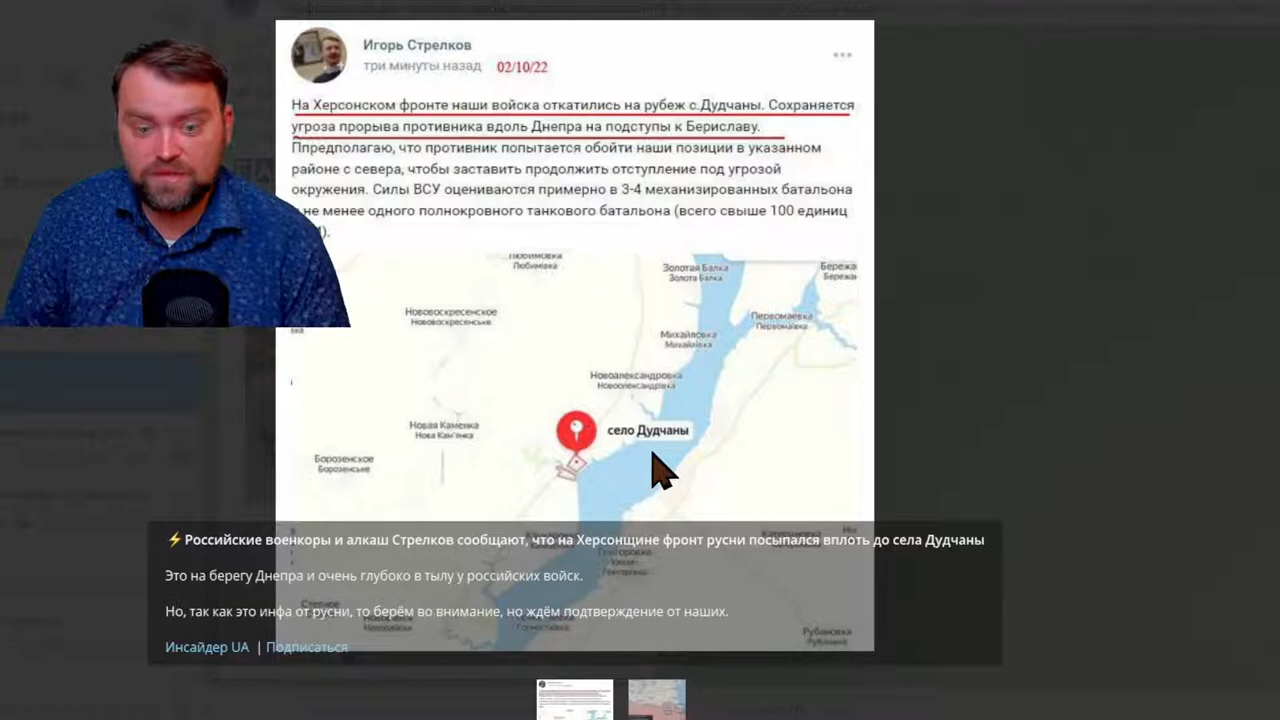 Игорь Стрелков
три минуты назад 02/10/22
На Херсонском фронте наши войска откатились на рубеж с.Дудчаны. Сохраняется
угроза прорыва противника вдоль Днепра на подступы к Бериславу.
Ппредполагаю, что противник попытается обойти наши позиции в указанном
районе с севера, чтобы заставить продолжить отступление под угрозой
окружения. Силы ВСУ оцениваются примерно в 3-4 механизированных батальона
не менее одного полнокровного танкового батальона (всего свыше 100 единиц
Любимовка
Любимівка
Золотая Балка
Золота Балка
Нововоскресенское
Нововоскресенське
Первомаевка
Первомаївка
Михайловка
Михайлівка
Новоалександровка
Новоолександрівка
Новая Каменка
Нова Кам'янка
село Дудчаны
Борозенское
Борозенське
⚡Российские военкоры и алкаш Стрелков сообщают, что на Херсонщине фронт русни посыпался вплоть до села Дудчаны
Это на берегу Днепра и очень глубоко в тылу у российских войск.
Но, так как это инфа от русни, то берём во внимание, но ждём подтверждение от наших.
Рубановка
Рубанівка
Инсайдер UA | Подписаться